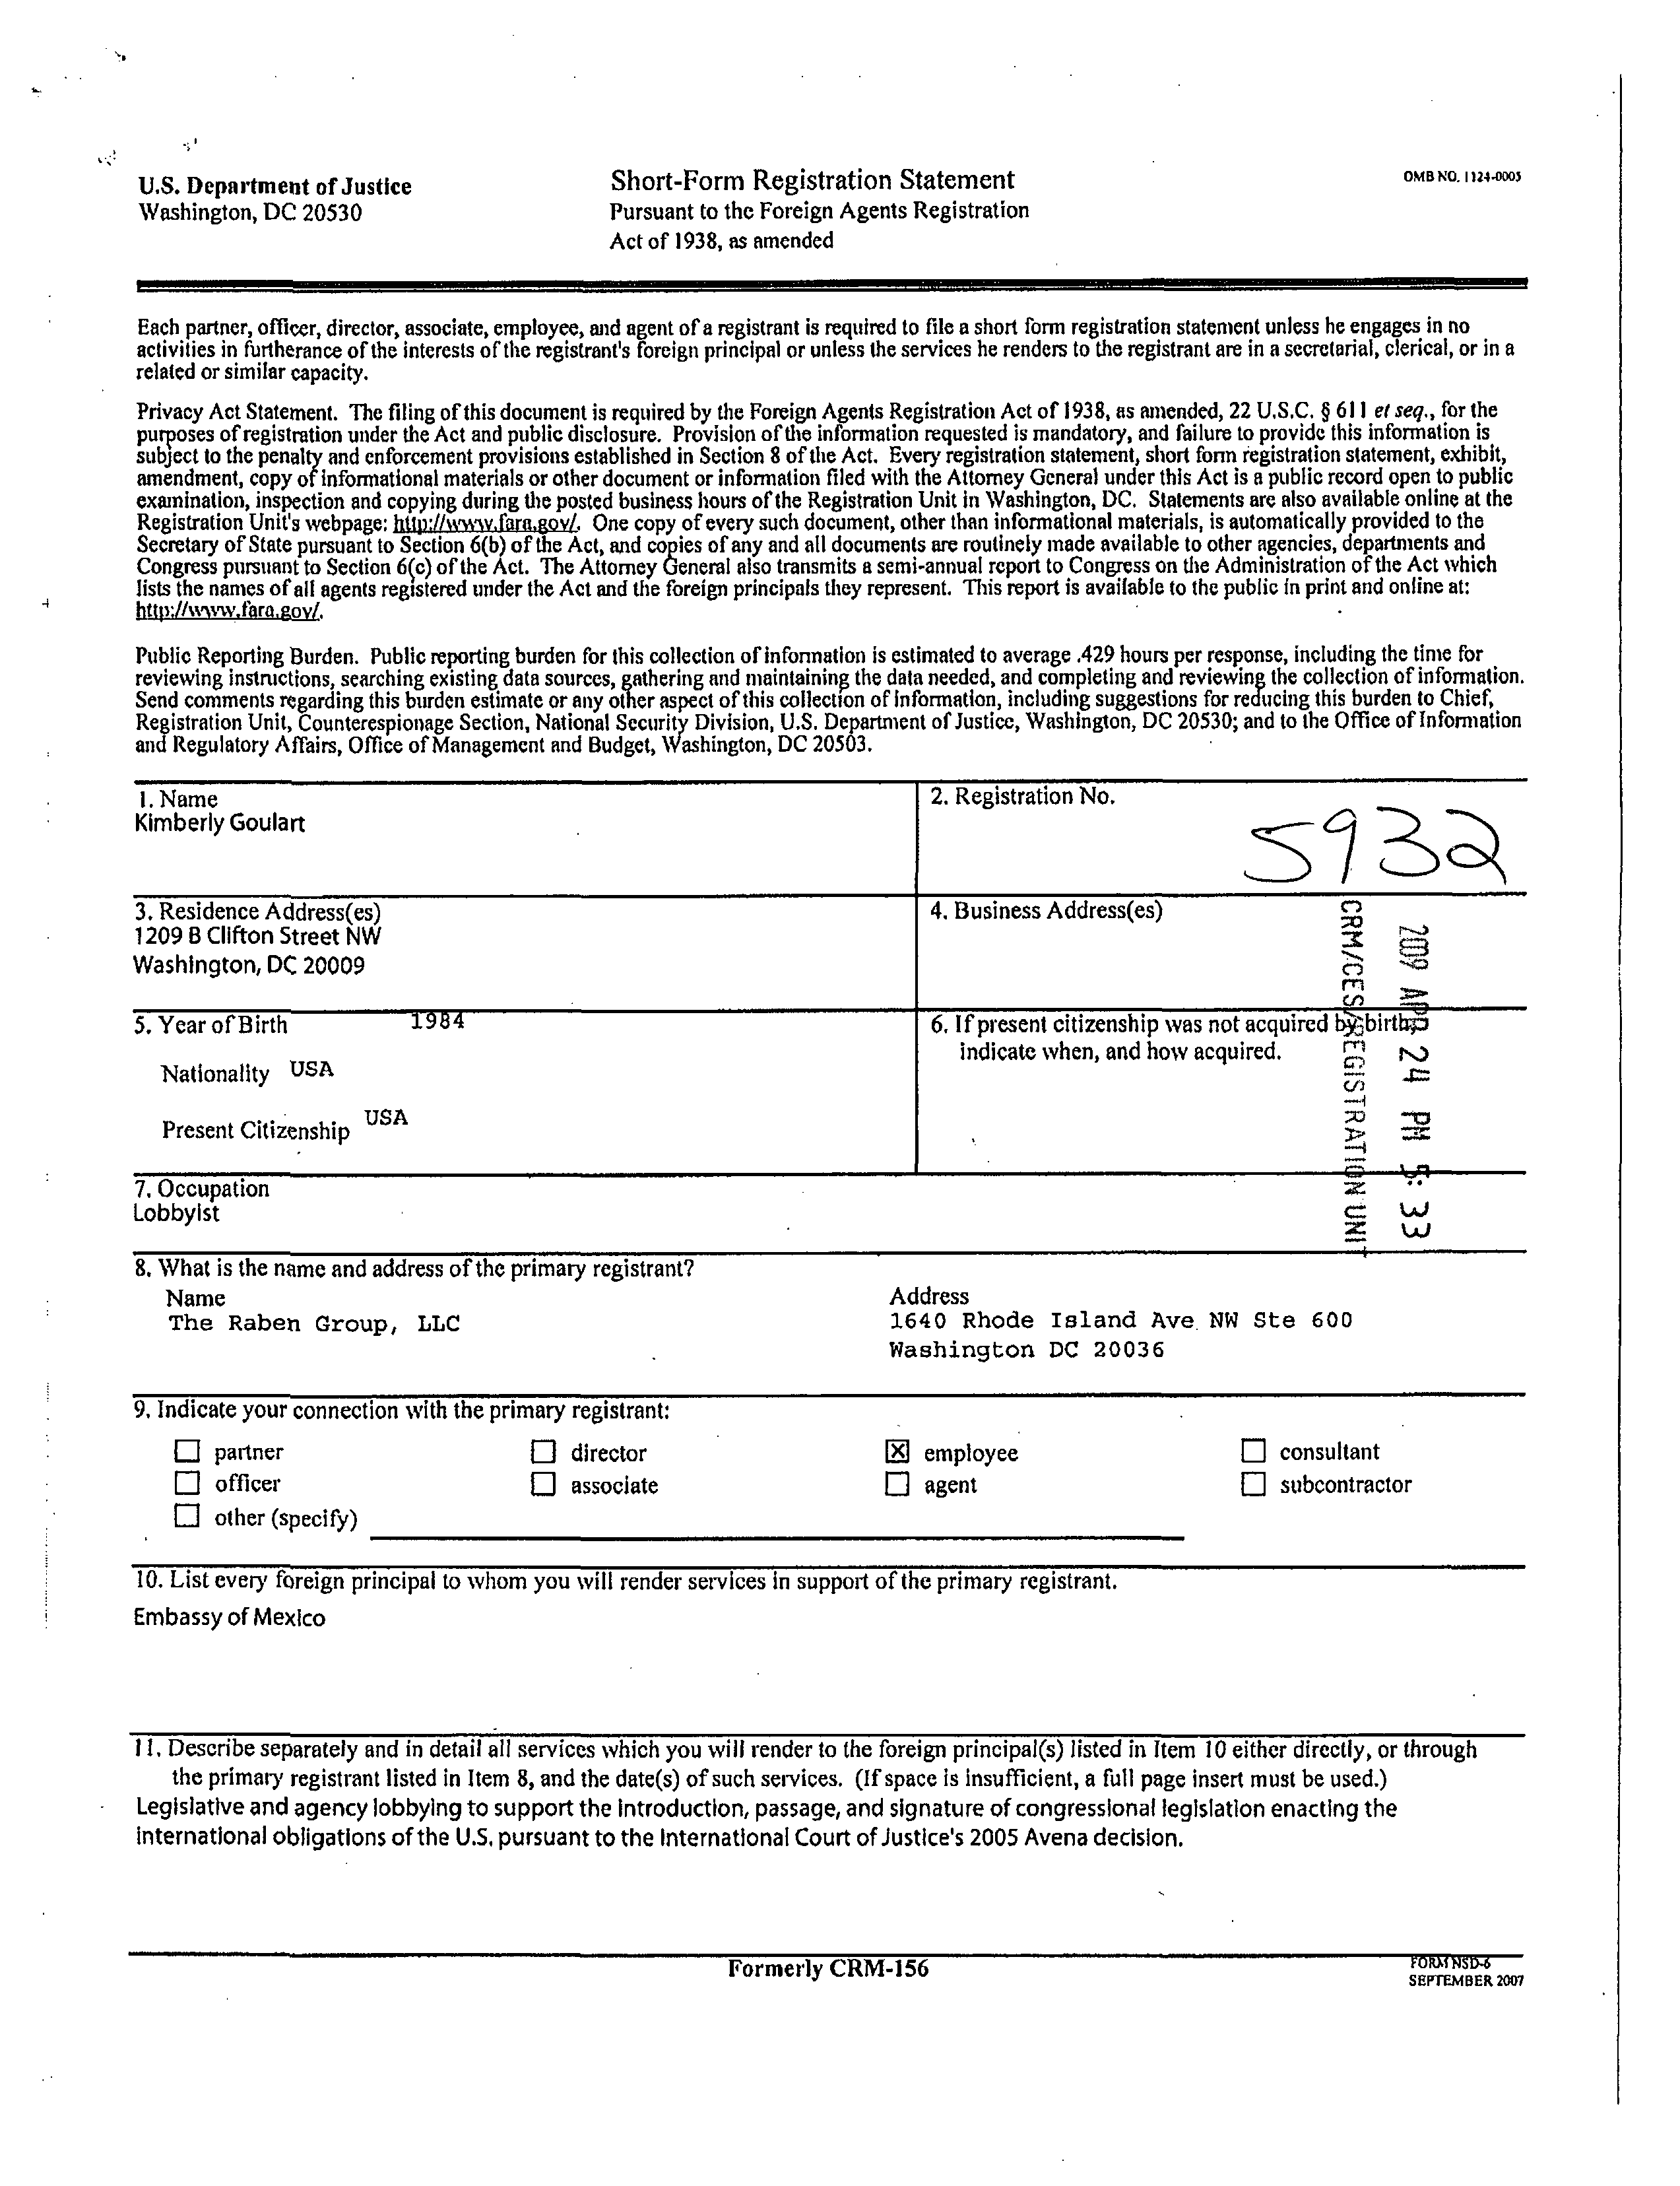 U.S. Department of Justice
Washington, DC 20530
Short-Form Registration Statement
Pursuant to the Foreign Agents Registration
Act of 1938, as amended
OMB NO. 1124-0005
Each partner, officer, director, associate, employee, and agent of a registrant is required to file a short form registration statement unless he engages in no
activities in furtherance of the interests of the registrant's foreign principal or unless the services he renders to the registrant are in a secretarial, clerical, or in a
related or similar capacity.
Privacy Act Statement. The filing of this document is required by the Foreign Agents Registration Act of 1938, as amended, 22 U.S.C. § 611 et seq., for the
purposes of registration under the Act and public disclosure. Provision of the information requested is mandatory, and failure to provide this information is
subject to the penalty and enforcement provisions established in Section 8 of the Act. Every registration statement, short form registration statement, exhibit,
amendment, copy of informational materials or other document or information filed with the Attorney General under this Act is a public record open to public
examination, inspection and copying during the posted business hours of the Registration Unit in Washington, DC. Statements are also available online at the
Registration Unit's webpage: http://www.fara.gov/. One copy of every such document, other than informational materials, is automatically provided to the
Secretary of State pursuant to Section 6(b) of the Act, and copies of any and all documents are routinely made available to other agencies, departments and
Congress pursuant to Section 6(c) of the Act. The Attorney General also transmits a semi-annual report to Congress on the Administration of the Act which
lists the names of all agents registered under the Act and the foreign principals they represent. This report is available to the public in print and online at:
http://www.fara.gov/.
Public Reporting Burden. Public reporting burden for this collection of information is estimated to average .429 hours per response, including the time for
reviewing instructions, searching existing data sources, gathering and maintaining the data needed, and completing and reviewing the collection of information.
Send comments regarding this burden estimate or any other aspect of this collection of information, including suggestions for reducing this burden to Chief,
Registration Unit, Counterespionage Section, National Security Division, U.S. Department of Justice, Washington, DC 20530; and to the Office of Information
and Regulatory Affairs, Office of Management and Budget, Washington, DC 20503.
1. Name
Kimberly Goulart
2. Registration No.
5932
3. Residence Address(es)
1209 B Clifton Street NW
Washington, DC 20009
4. Business Address(es)
2009 APR 24 PM 5:33
CRM/CES/REGISTRATION UNIT
5. Year of Birth 1984
Nationality USA
Present Citizenship USA
6. If present citizenship was not acquired by birth,
indicate when, and how acquired.
7. Occupation
Lobbyist
8. What is the name and address of the primary registrant?
Name
The Raben Group, LLC
Address
1640 Rhode Island Ave NW Ste 600
Washington DC 20036
9. Indicate your connection with the primary registrant:
partner director employee consultant
officer associate agent subcontractor
other (specify)
10. List every foreign principal to whom you will render services in support of the primary registrant.
Embassy of Mexico
11. Describe separately and in detail all services which you will render to the foreign principal(s) listed in Item 10 either directly, or through
the primary registrant listed in Item 8, and the date(s) of such services. (If space is insufficient, a full page insert must be used.)
Legislative and agency lobbying to support the introduction, passage, and signature of congressional legislation enacting the
international obligations of the U.S. pursuant to the International Court of Justice's 2005 Avena decision.
Formerly CRM-156
FORM NSD-6
SEPTEMBER 2007